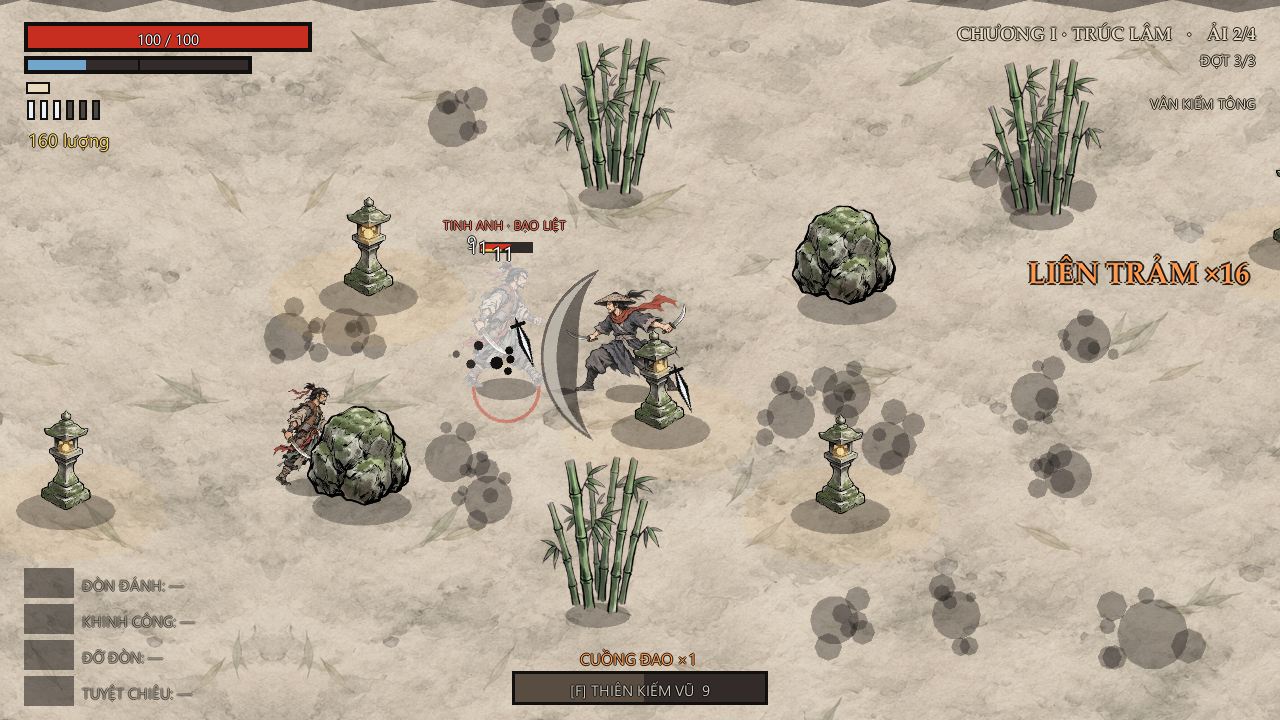 100 / 100
160 lượng
CHƯƠNG I · TRÚC LÂM · ẢI 2/4
ĐỢT 3/3
VÂN KIẾM TÔNG
TINH ANH · BẠO LIỆT
11
LIÊN TRẢM ×16
ĐÒN ĐÁNH: —
KHINH CÔNG: —
ĐỠ ĐÒN: —
TUYỆT CHIÊU: —
CUỒNG ĐAO ×1
[F] THIÊN KIẾM VŨ 9